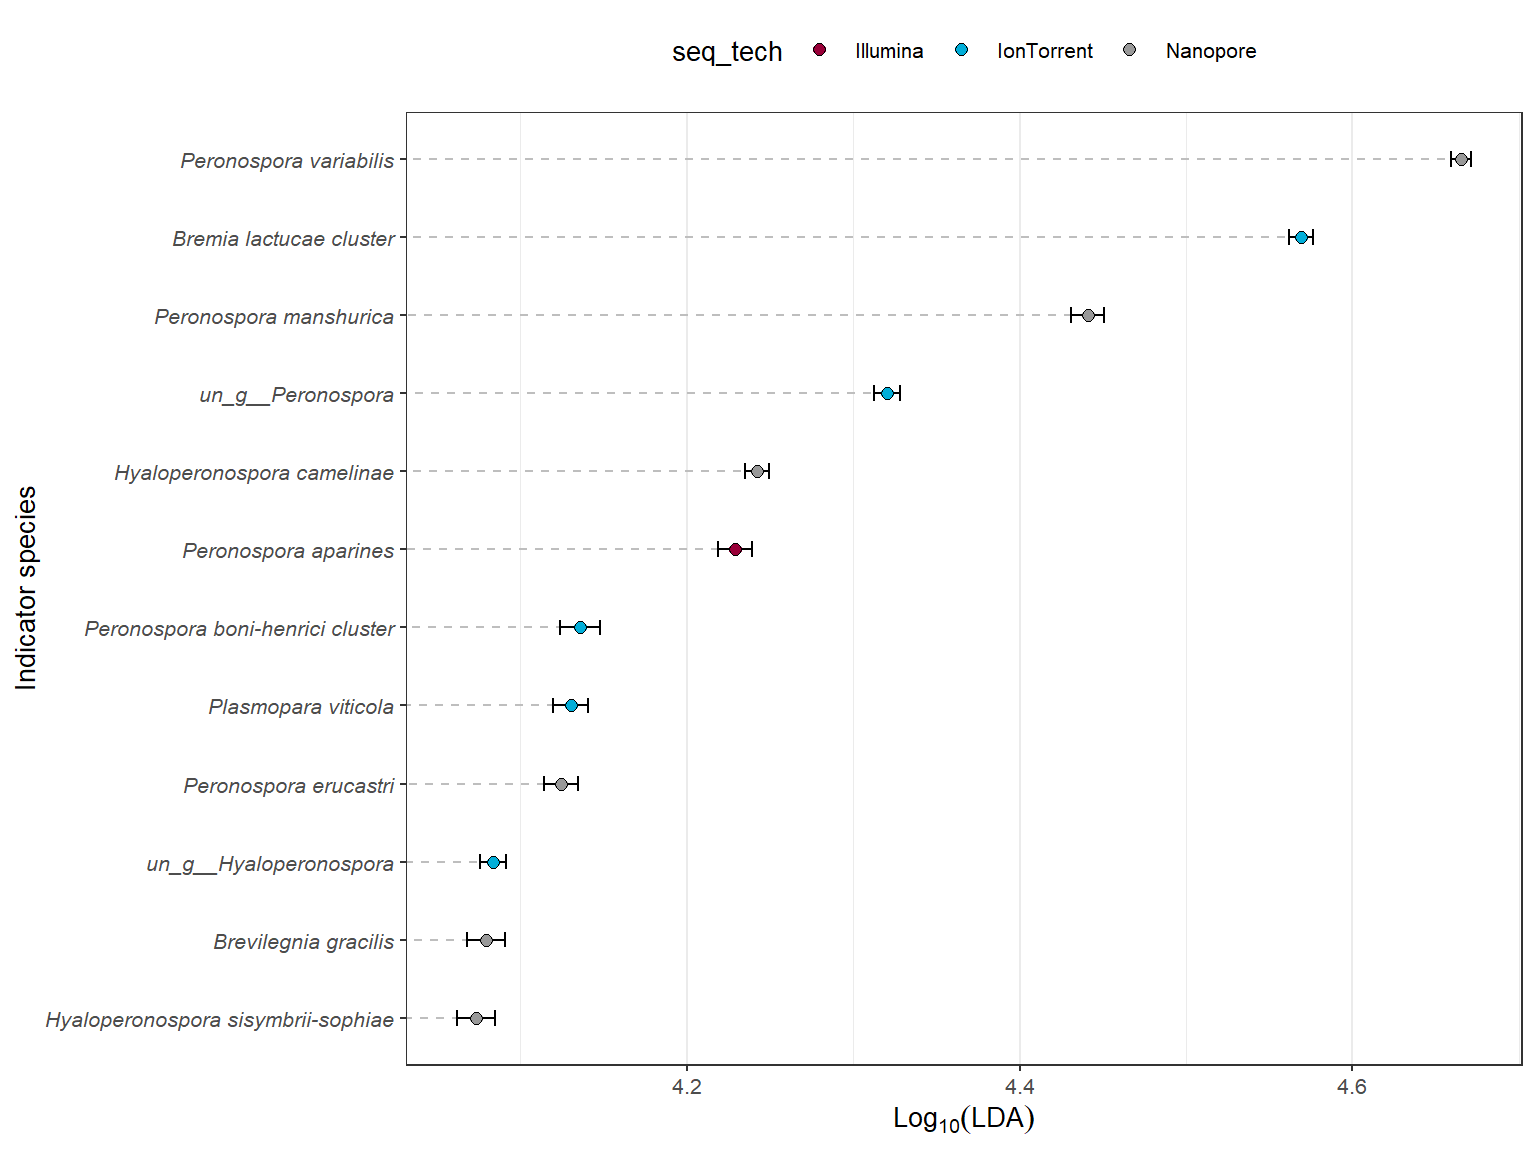 seq_tech Illumina IonTorrent Nanopore
Peronospora variabilis
Bremia lactucae cluster
Peronospora manshurica
un_g__Peronospora
Hyaloperonospora camelinae
Peronospora aparines
Peronospora boni-henrici cluster
Plasmopara viticola
Peronospora erucastri
un_g__Hyaloperonospora
Brevilegnia gracilis
Hyaloperonospora sisymbrii-sophiae
Indicator species
4.2 4.4 4.6
Log₁₀(LDA)